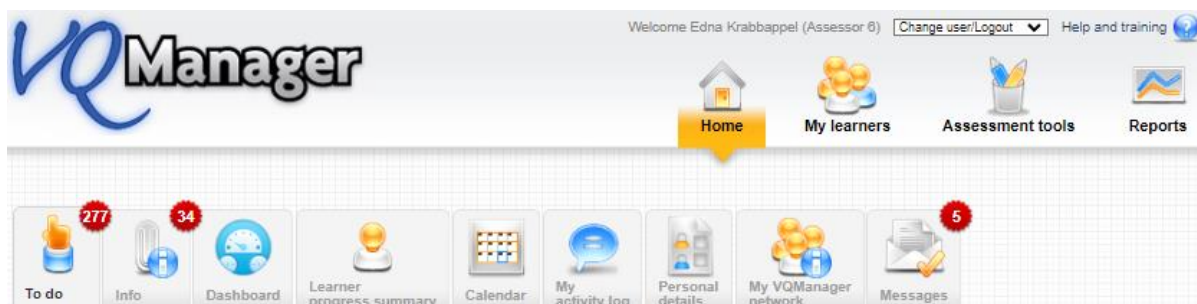 Welcome Edna Krabbappel (Assessor 6) Change user/Logout Help and training ?
VQManager
Home My learners Assessment tools Reports
277 34 5
To do Info Dashboard Learner progress summary Calendar My activity log Personal details My VQManager network Messages